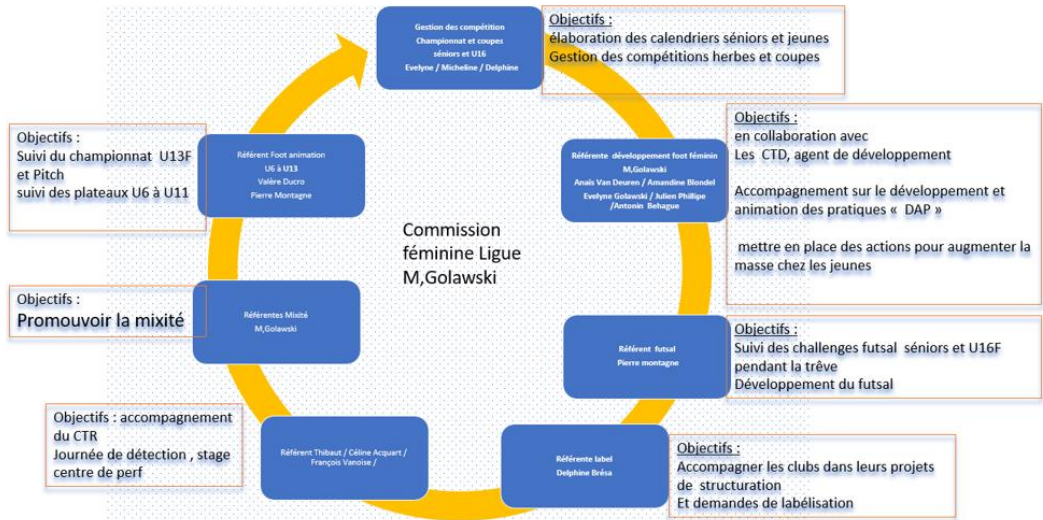 Gestion des compétition
Championat et coupes
séniors et U16
Evelyne / Micheline / Delphine
Objectifs :
élaboration des calendriers séniors et jeunes
Gestion des compétitions herbes et coupes
Référente développement foot féminin
M,Golawski
Anaïs Van Deuren / Amandine Blondel
Evelyne Golawski / Julien Phillipe
/Antonin Behague
Objectifs :
en collaboration avec
Les CTD, agent de développement
Accompagnement sur le développement et
animation des pratiques « DAP »
mettre en place des actions pour augmenter la
masse chez les jeunes
Référent futsal
Pierre montagne
Objectifs :
Suivi des challenges futsal séniors et U16F
pendant la trêve
Développement du futsal
Référente label
Delphine Brésa
Objectifs :
Accompagner les clubs dans leurs projets
de structuration
Et demandes de labélisation
Référent Thibaut / Céline Acquart /
François Vanoise /
Objectifs : accompagnement
du CTR
Journée de détection , stage
centre de perf
Référentes Mixité
M,Golawski
Objectifs :
Promouvoir la mixité
Référent Foot animation
U6 à U13
Valère Ducro
Pierre Montagne
Objectifs :
Suivi du championnat U13F
et Pitch
suivi des plateaux U6 à U11
Commission
féminine Ligue
M,Golawski